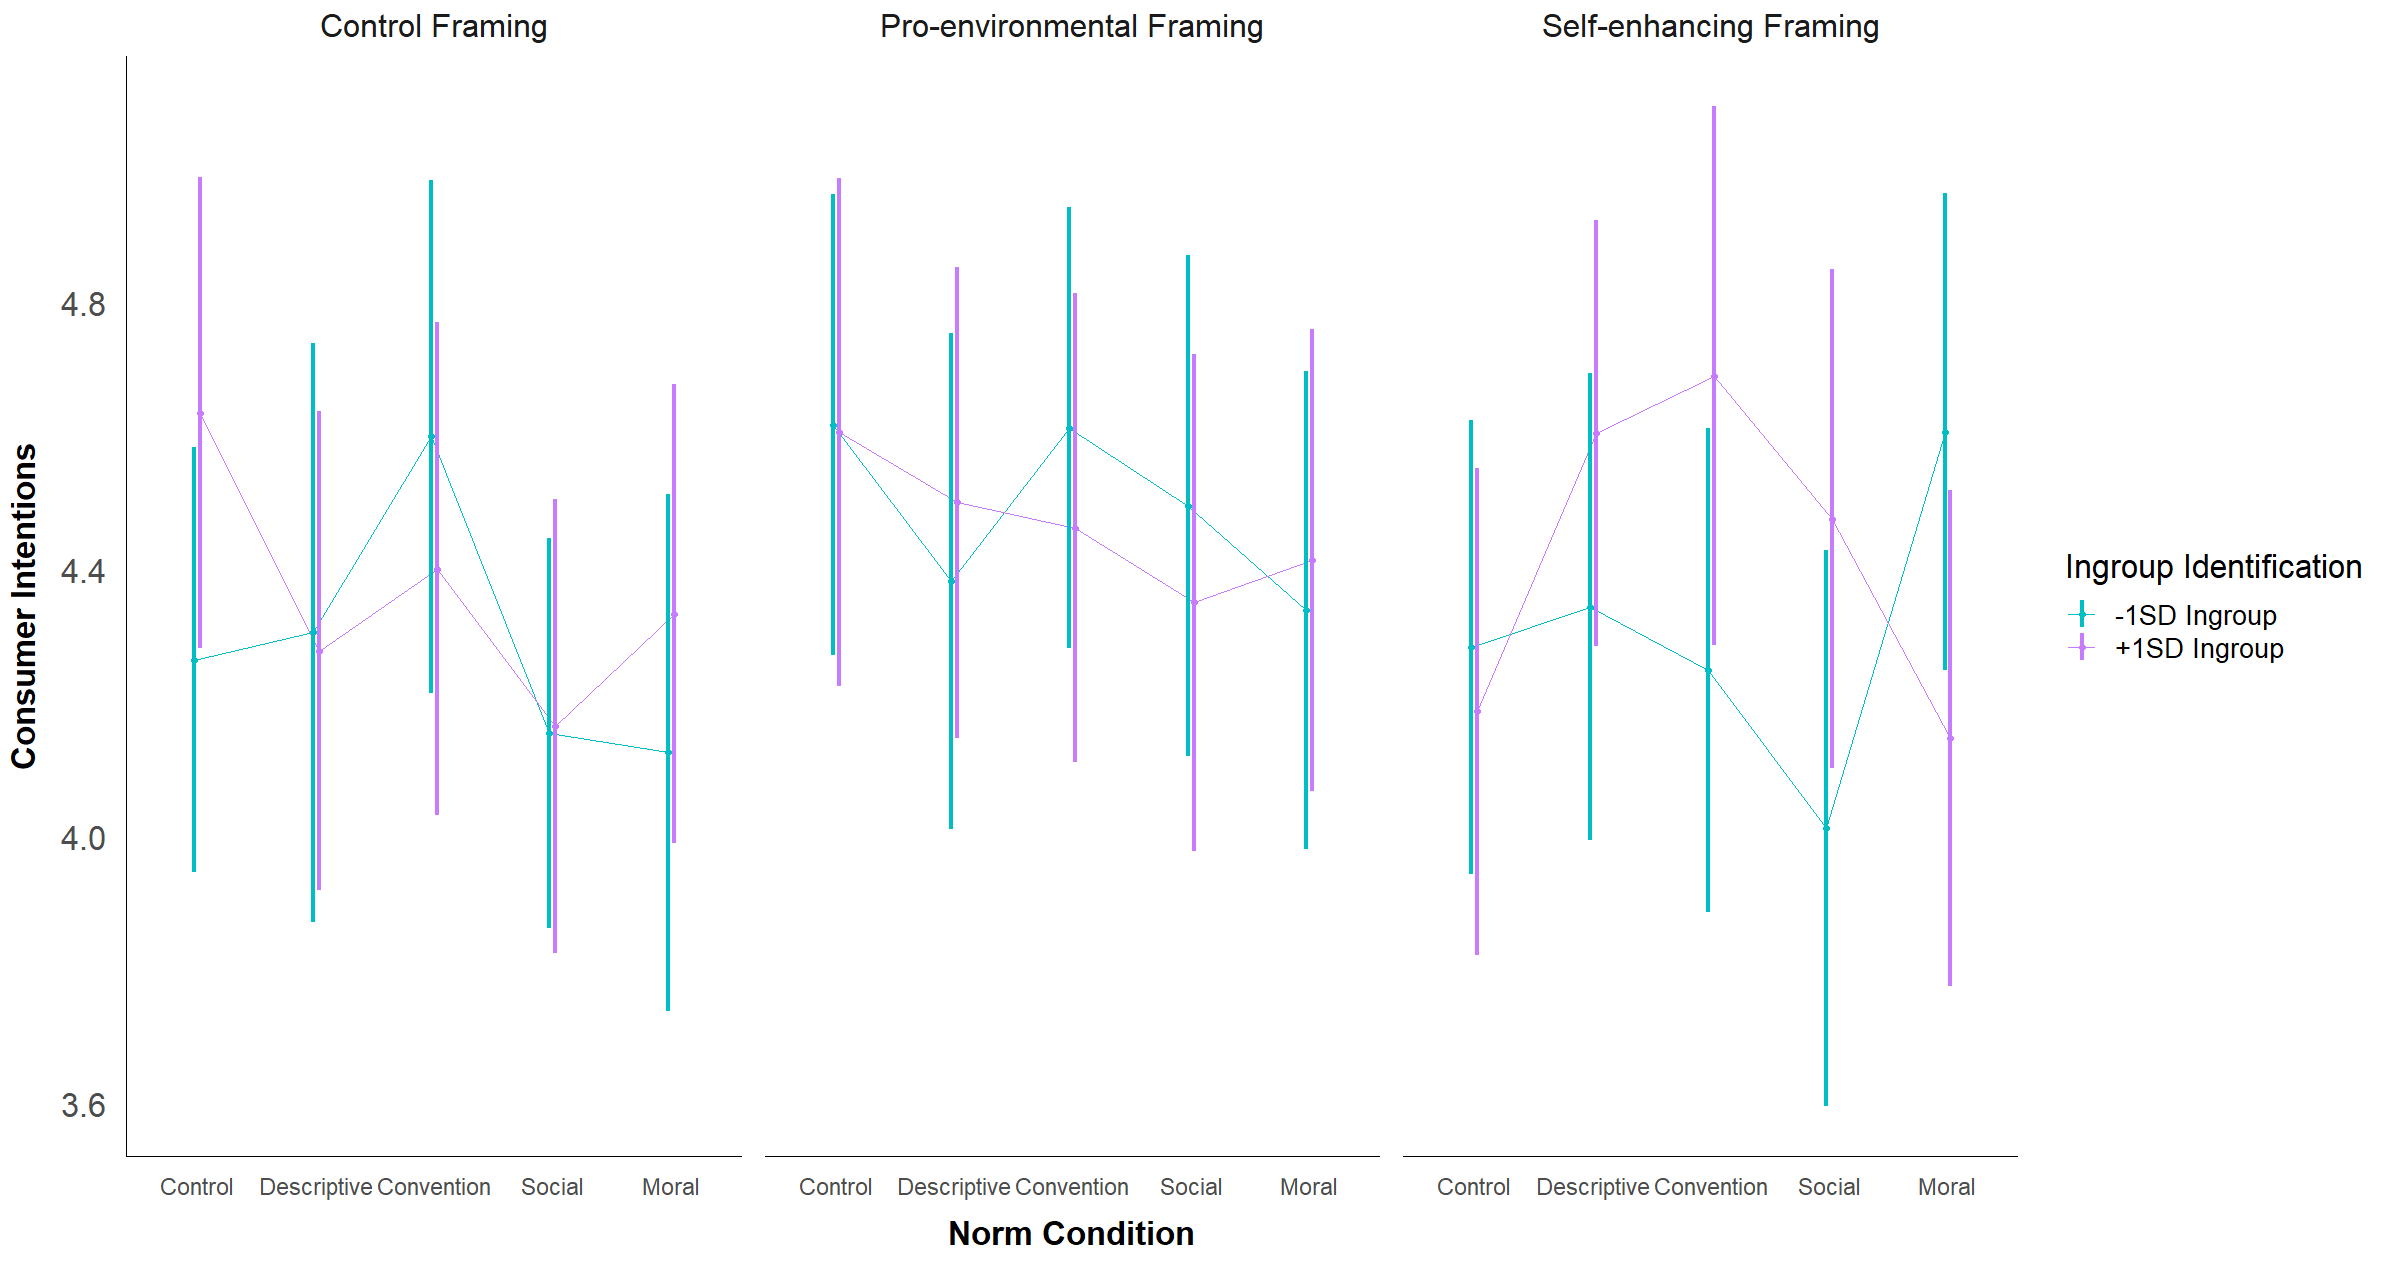 Control Framing
Pro-environmental Framing
Self-enhancing Framing
Consumer Intentions
4.8
4.4
4.0
3.6
Control Descriptive Convention Social Moral
Control Descriptive Convention Social Moral
Control Descriptive Convention Social Moral
Norm Condition
Ingroup Identification
-1SD Ingroup
+1SD Ingroup